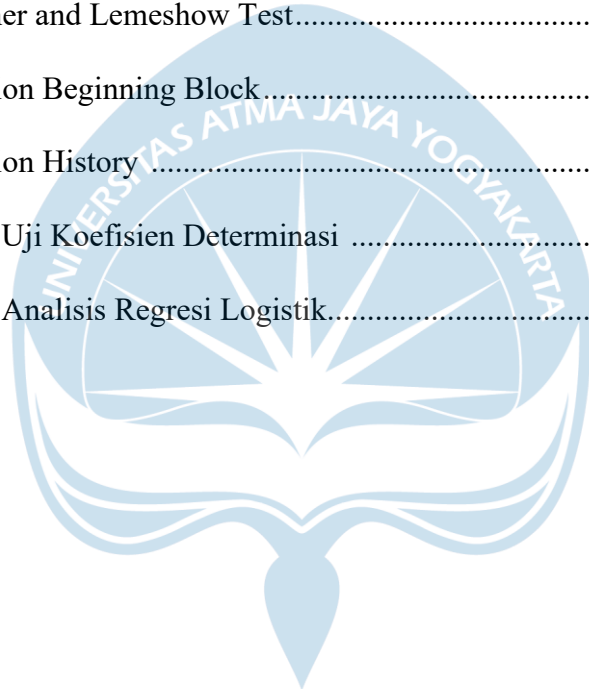 er and Lemeshow Test..............................
on Beginning Block..................................
on History ...............................................
Uji Koefisien Determinasi ..........................
Analisis Regresi Logistik............................
UNIVERSITAS ATMA JAYA YOGYAKARTA